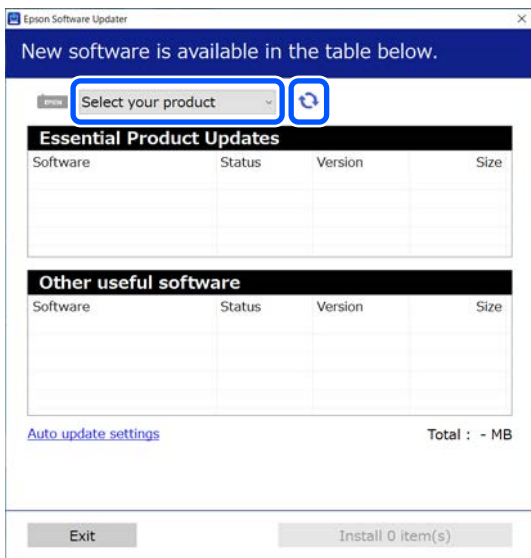 Epson Software Updater
New software is available in the table below.
EPSON Select your product
Essential Product Updates
Software Status Version Size
Other useful software
Software Status Version Size
Auto update settings Total : - MB
Exit Install 0 item(s)